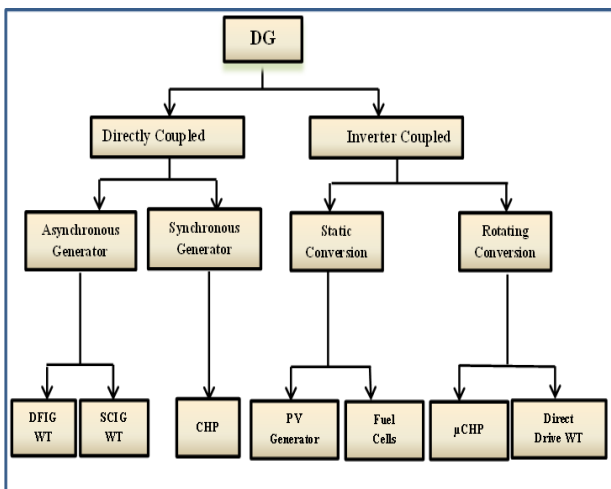 DG
Directly Coupled
Inverter Coupled
Asynchronous
Generator
Synchronous
Generator
Static
Conversion
Rotating
Conversion
DFIG
WT
SCIG
WT
CHP
PV
Generator
Fuel
Cells
µCHP
Direct
Drive WT